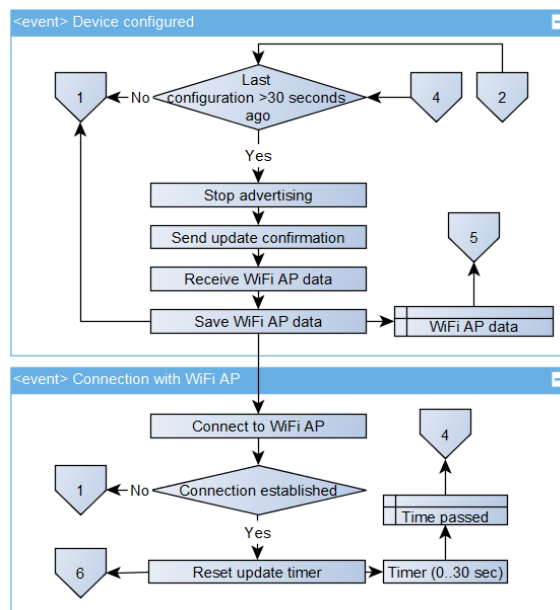 <event> Device configured
Last
configuration >30 seconds
ago
1
No
4
2
Yes
Stop advertising
Send update confirmation
5
Receive WiFi AP data
Save WiFi AP data
WiFi AP data
<event> Connection with WiFi AP
Connect to WiFi AP
4
1
No
Connection established
Time passed
Yes
6
Reset update timer
Timer (0..30 sec)